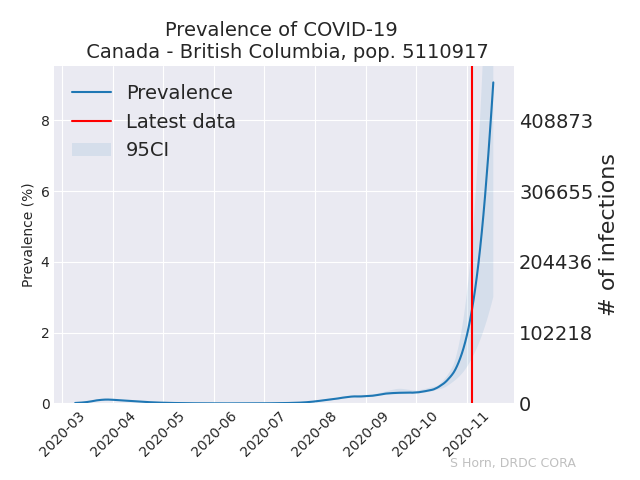 Prevalence of COVID-19
Canada - British Columbia, pop. 5110917
Prevalence
Latest data
95CI
Prevalence (%)
8
6
4
2
0
408873
306655
204436
102218
0
# of infections
2020-03
2020-04
2020-05
2020-06
2020-07
2020-08
2020-09
2020-10
2020-11
S Horn, DRDC CORA